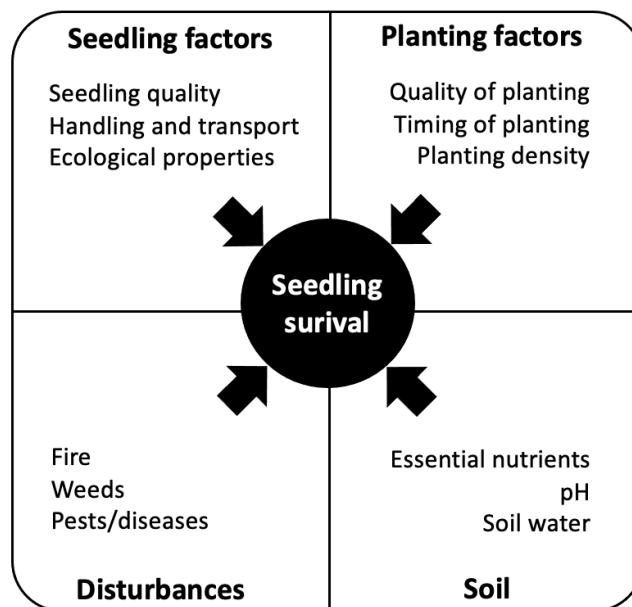 Seedling factors
Seedling quality
Handling and transport
Ecological properties
Planting factors
Quality of planting
Timing of planting
Planting density
Seedling
surival
Fire
Weeds
Pests/diseases
Disturbances
Essential nutrients
pH
Soil water
Soil